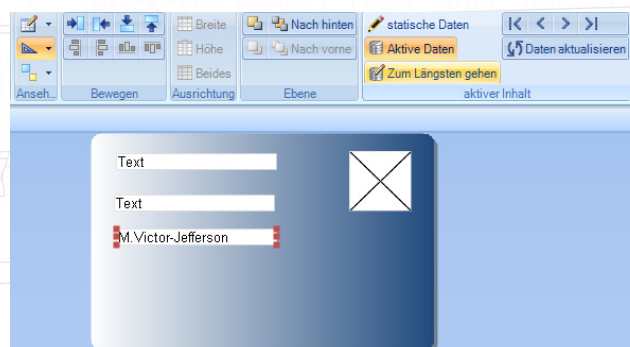 Breite
Nach hinten
statische Daten
Höhe
Nach vorne
Aktive Daten
Daten aktualisieren
Beides
Zum Längsten gehen
Anseh...
Bewegen
Ausrichtung
Ebene
aktiver Inhalt
Text
Text
M.Victor-Jefferson